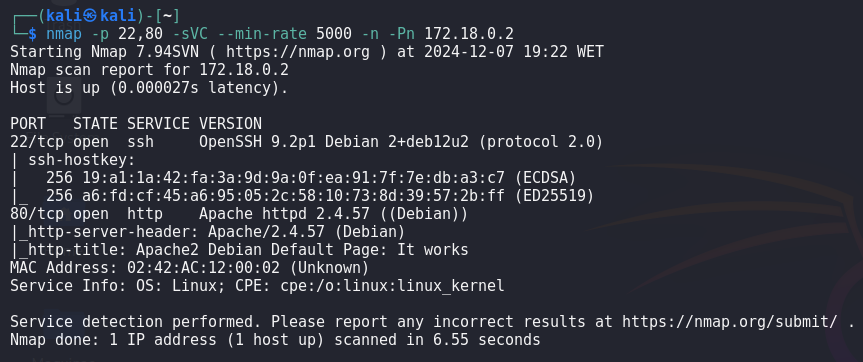 ┌──(kali㉿kali)-[~]
└─$ nmap -p 22,80 -sVC --min-rate 5000 -n -Pn 172.18.0.2
Starting Nmap 7.94SVN ( https://nmap.org ) at 2024-12-07 19:22 WET
Nmap scan report for 172.18.0.2
Host is up (0.000027s latency).

PORT   STATE SERVICE VERSION
22/tcp open  ssh     OpenSSH 9.2p1 Debian 2+deb12u2 (protocol 2.0)
| ssh-hostkey:
|   256 19:a1:1a:42:fa:3a:9d:9a:0f:ea:91:7f:7e:db:a3:c7 (ECDSA)
|_  256 a6:fd:cf:45:a6:95:05:2c:58:10:73:8d:39:57:2b:ff (ED25519)
80/tcp open  http    Apache httpd 2.4.57 ((Debian))
|_http-server-header: Apache/2.4.57 (Debian)
|_http-title: Apache2 Debian Default Page: It works
MAC Address: 02:42:AC:12:00:02 (Unknown)
Service Info: OS: Linux; CPE: cpe:/o:linux:linux_kernel

Service detection performed. Please report any incorrect results at https://nmap.org/submit/ .
Nmap done: 1 IP address (1 host up) scanned in 6.55 seconds